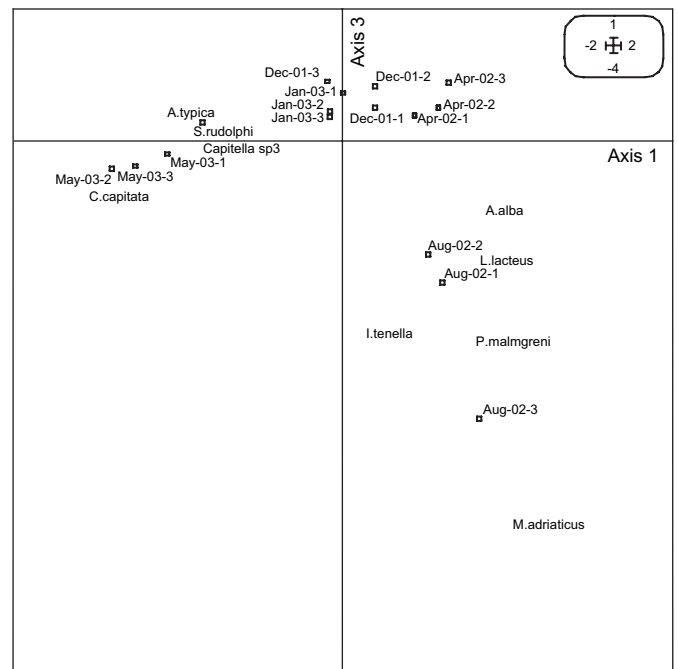 1
-2 2
-4
Axis 3
Dec-01-3
Dec-01-2
Apr-02-3
Jan-03-1
Jan-03-2
Jan-03-3
Dec-01-1
Apr-02-2
Apr-02-1
A.typica
S.rudolphi
Capitella sp3
Axis 1
May-03-1
May-03-2
May-03-3
C.capitata
A.alba
Aug-02-2
L.lacteus
Aug-02-1
I.tenella
P.malmgreni
Aug-02-3
M.adriaticus